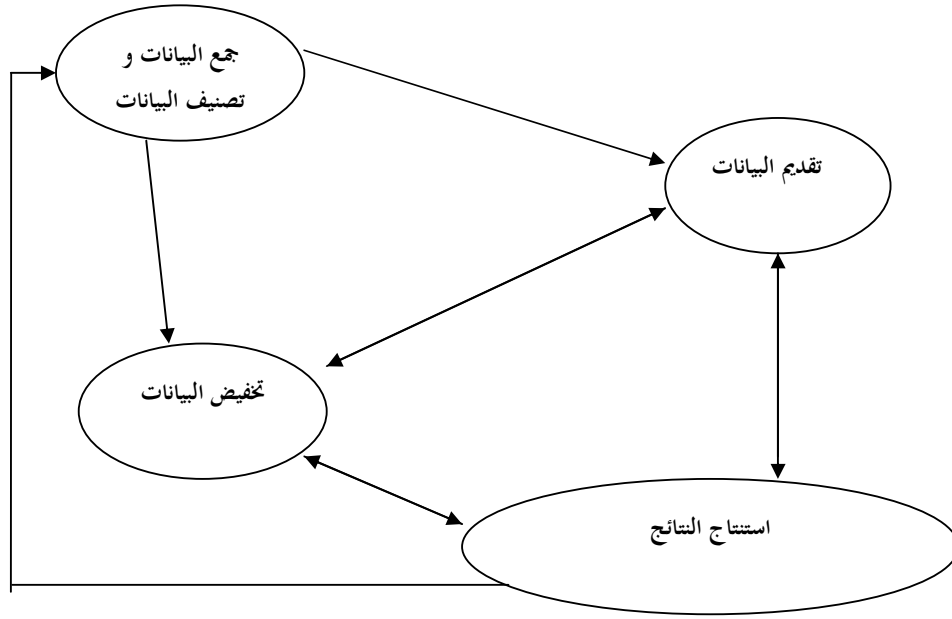 جمع البيانات و
تصنيف البيانات
تقديم البيانات
تخفيض البيانات
استنتاج النتائج